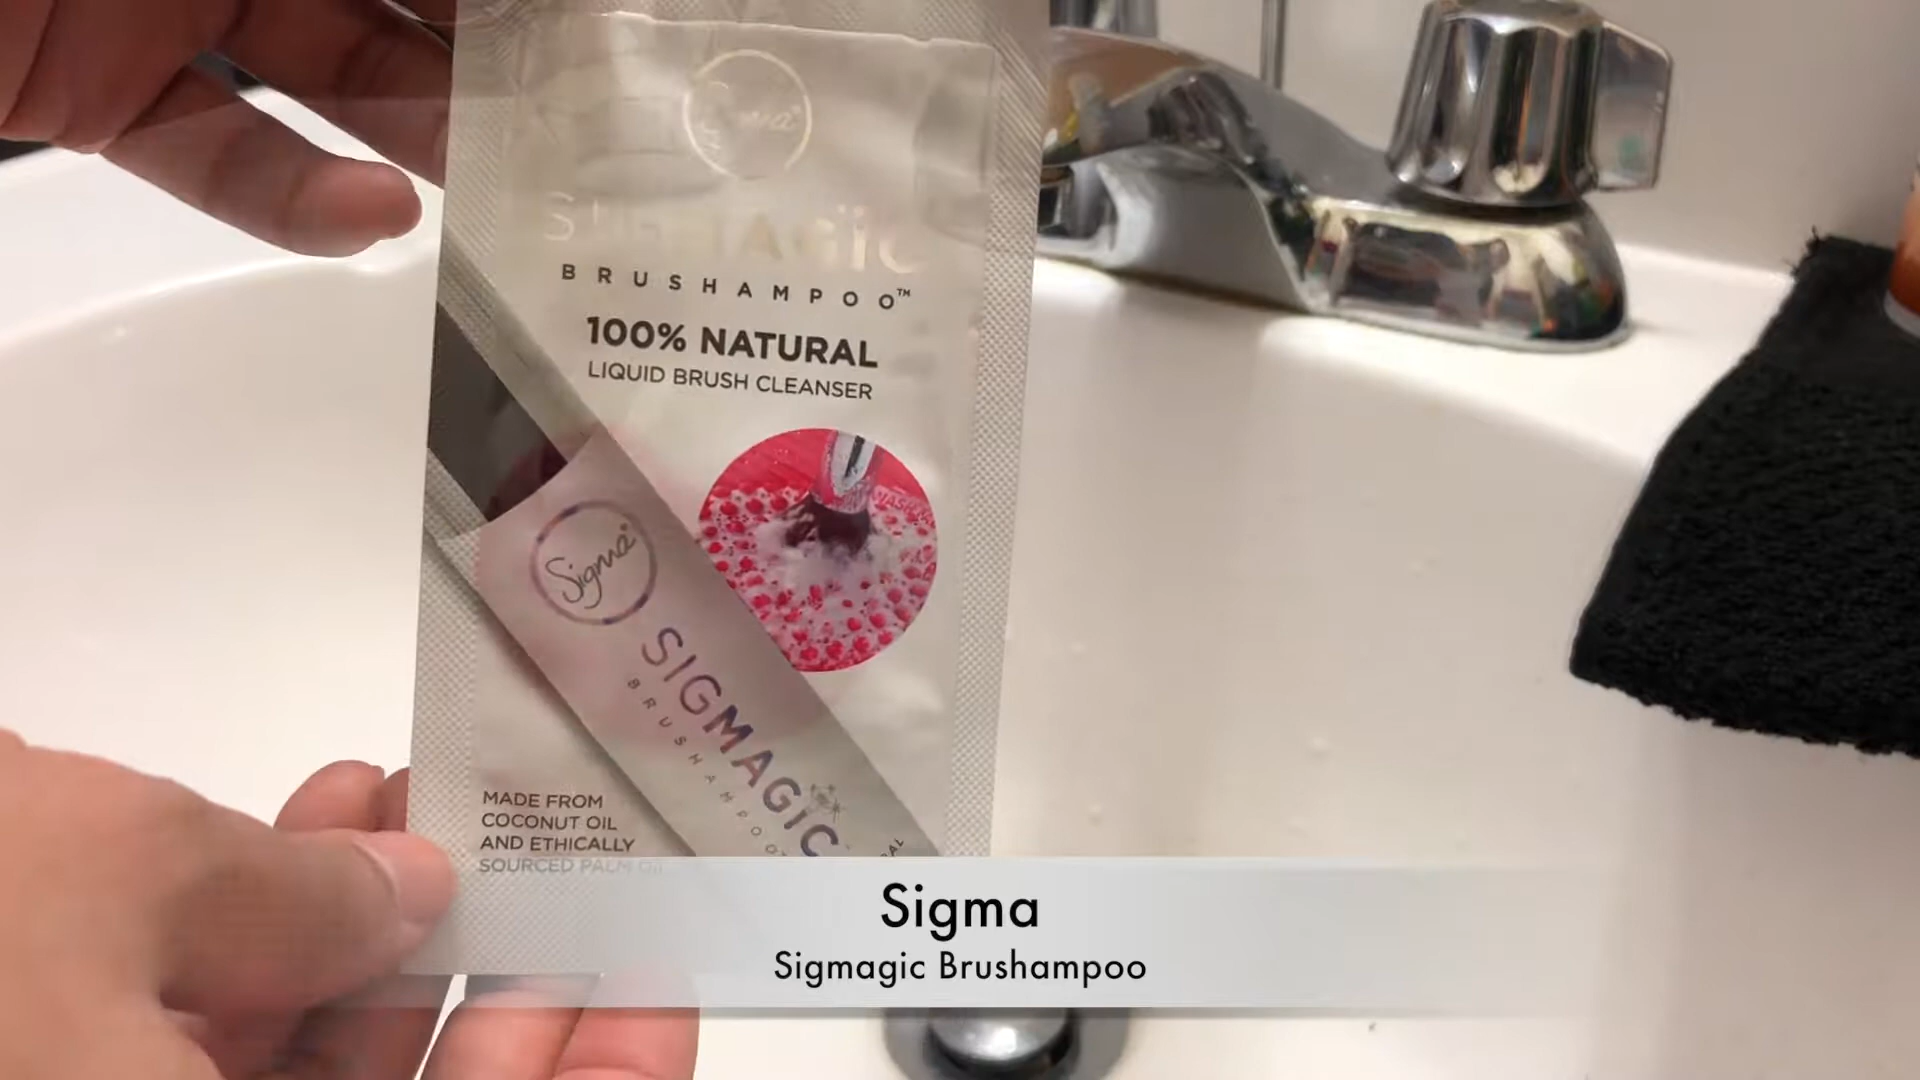 Sigma
SIGMAGIC
BRUSHAMPOO™
100% NATURAL
LIQUID BRUSH CLEANSER
Sigma
SIGMAGIC
BRUSHAMPOO
MADE FROM
COCONUT OIL
AND ETHICALLY
SOURCED PALM OIL
Sigma
Sigmagic Brushampoo